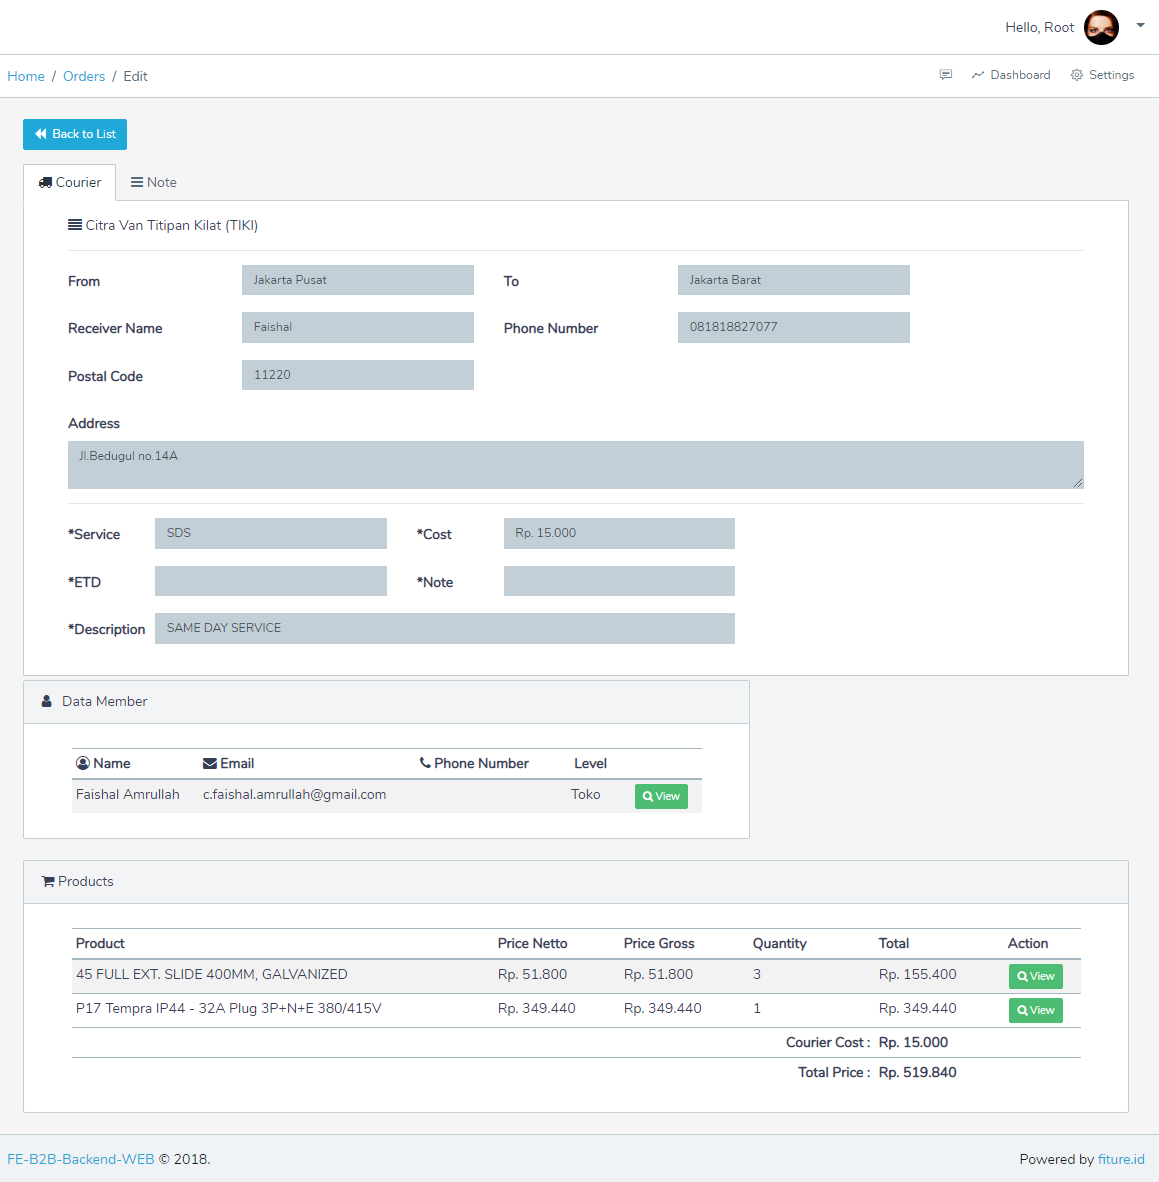 Hello, Root
Home / Orders / Edit
Dashboard Settings
Back to List
Courier Note
Citra Van Titipan Kilat (TIKI)
From Jakarta Pusat To Jakarta Barat
Receiver Name Faishal Phone Number 081818827077
Postal Code 11220
Address
Jl.Bedugul no.14A
*Service SDS *Cost Rp. 15.000
*ETD *Note
*Description SAME DAY SERVICE
Data Member
Name Email Phone Number Level
Faishal Amrullah c.faishal.amrullah@gmail.com Toko View
Products
Product Price Netto Price Gross Quantity Total Action
45 FULL EXT. SLIDE 400MM, GALVANIZED Rp. 51.800 Rp. 51.800 3 Rp. 155.400 View
P17 Tempra IP44 - 32A Plug 3P+N+E 380/415V Rp. 349.440 Rp. 349.440 1 Rp. 349.440 View
Courier Cost : Rp. 15.000
Total Price : Rp. 519.840
FE-B2B-Backend-WEB © 2018. Powered by fiture.id